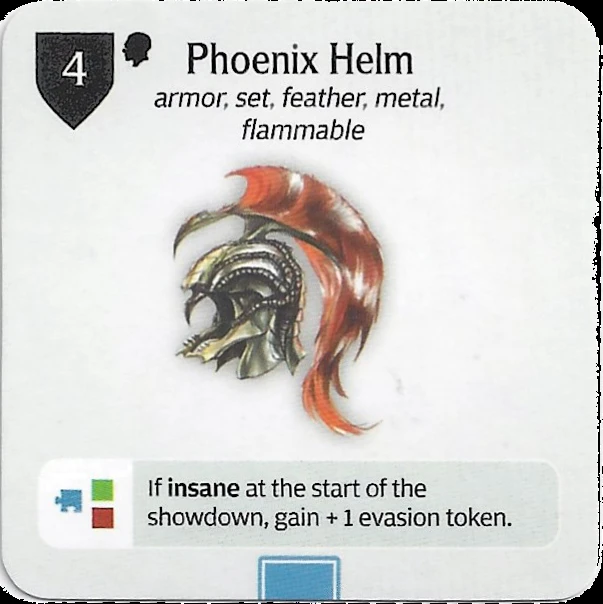 4
Phoenix Helm
armor, set, feather, metal,
flammable
If insane at the start of the
showdown, gain +1 evasion token.